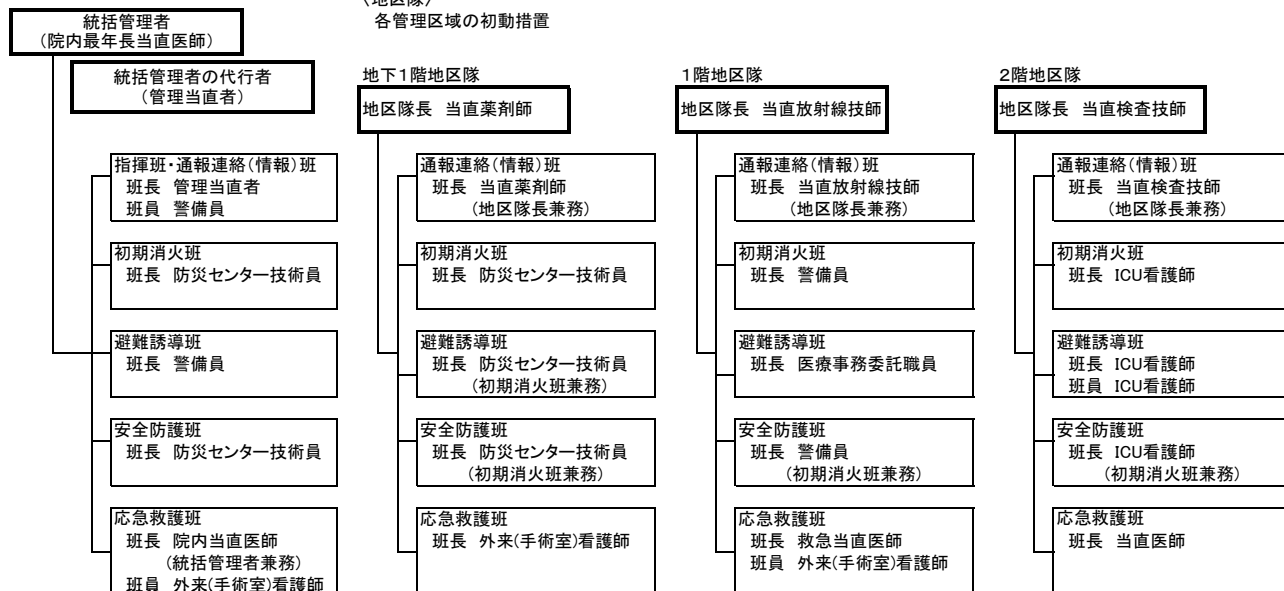 (地区隊)
各管理区域の初動措置
統括管理者
(院内最年長当直医師)
統括管理者の代行者
(管理当直者)
指揮班・通報連絡(情報)班
班長 管理当直者
班員 警備員
初期消火班
班長 防災センター技術員
避難誘導班
班長 警備員
安全防護班
班長 防災センター技術員
応急救護班
班長 院内当直医師
(統括管理者兼務)
班員 外来(手術室)看護師
地下1階地区隊
地区隊長 当直薬剤師
通報連絡(情報)班
班長 当直薬剤師
(地区隊長兼務)
初期消火班
班長 防災センター技術員
避難誘導班
班長 防災センター技術員
(初期消火班兼務)
安全防護班
班長 防災センター技術員
(初期消火班兼務)
応急救護班
班長 外来(手術室)看護師
1階地区隊
地区隊長 当直放射線技師
通報連絡(情報)班
班長 当直放射線技師
(地区隊長兼務)
初期消火班
班長 警備員
避難誘導班
班長 医療事務委託職員
安全防護班
班長 警備員
(初期消火班兼務)
応急救護班
班長 救急当直医師
班員 外来(手術室)看護師
2階地区隊
地区隊長 当直検査技師
通報連絡(情報)班
班長 当直検査技師
(地区隊長兼務)
初期消火班
班長 ICU看護師
避難誘導班
班長 ICU看護師
班員 ICU看護師
安全防護班
班長 ICU看護師
(初期消火班兼務)
応急救護班
班長 当直医師